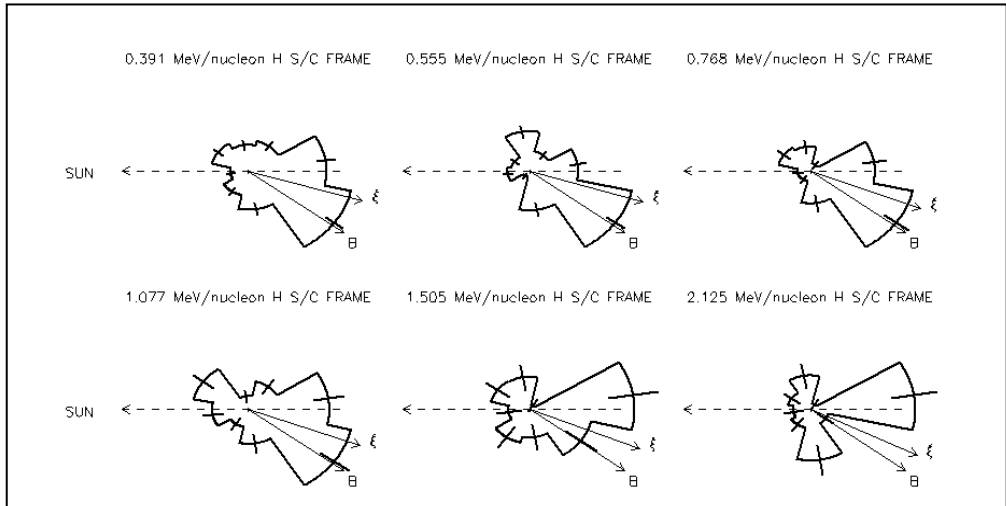 0.391 MeV/nucleon H S/C FRAME 0.555 MeV/nucleon H S/C FRAME 0.768 MeV/nucleon H S/C FRAME
SUN
ξ ξ ξ
B B B
1.077 MeV/nucleon H S/C FRAME 1.505 MeV/nucleon H S/C FRAME 2.125 MeV/nucleon H S/C FRAME
SUN
ξ ξ ξ
B B B